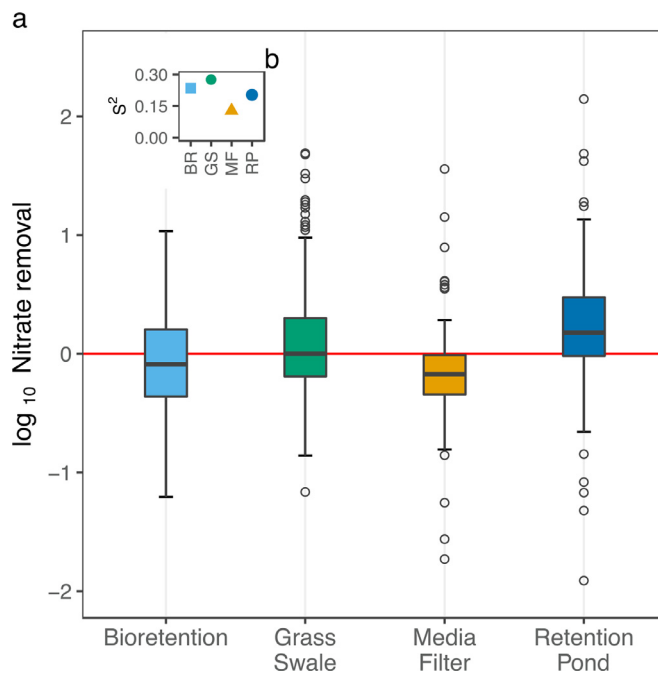 a
b
0.30
0.15
0.00
S²
BR
GS
MF
RP
log 10 Nitrate removal
2
1
0
−1
−2
Bioretention
Grass
Swale
Media
Filter
Retention
Pond